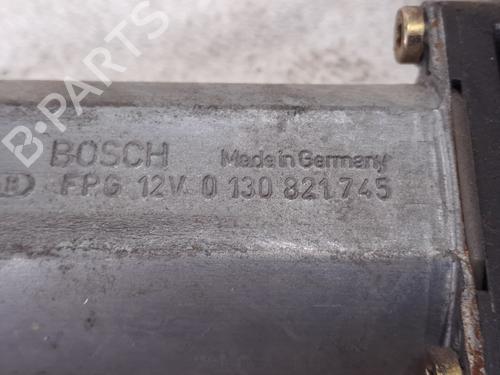 B-PARTS
BOSCH Made in Germany
FPG 12V 0 130 821.745